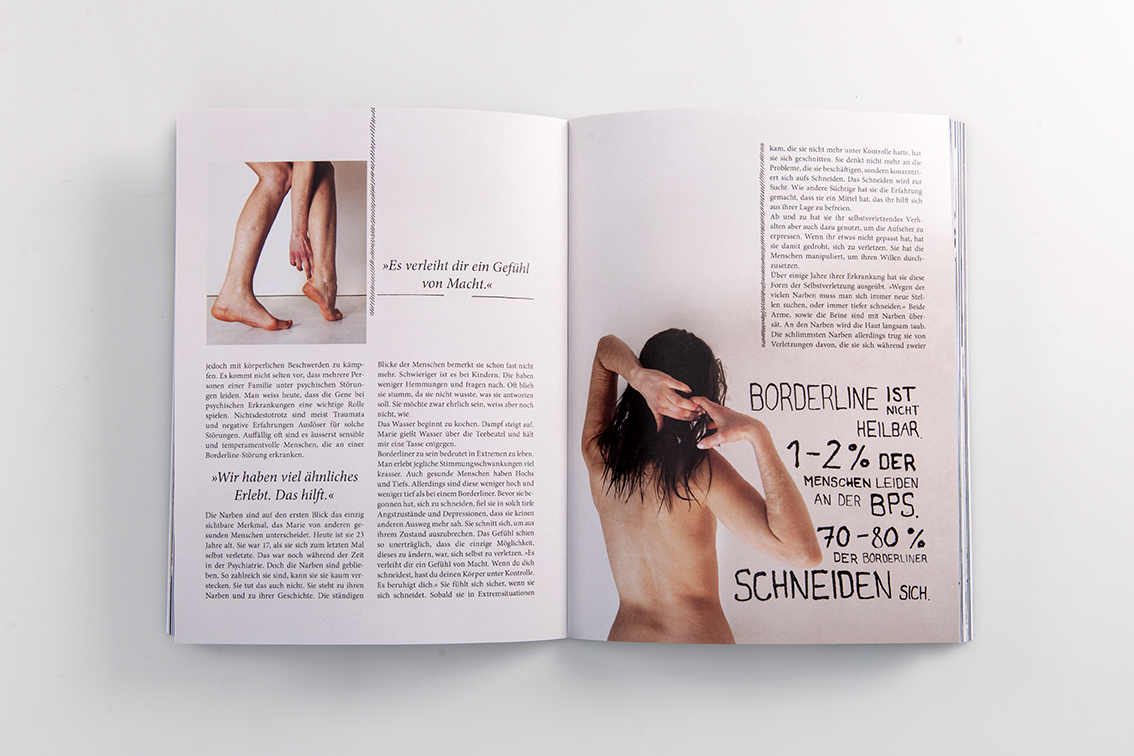 »Es verleiht dir ein Gefühl
von Macht.«
jedoch mit körperlichen Beschwerden zu kämp-
fen. Es kommt nicht selten vor, dass mehrere Per-
sonen einer Familie unter psychischen Störun-
gen leiden. Man weiss heute, dass die Gene bei
psychischen Erkrankungen eine wichtige Rolle
spielen. Nichtsdestotrotz sind meist Traumata
und negative Erfahrungen Auslöser für solche
Störungen. Auffällig oft sind es äusserst sensible
und temperamentvolle Menschen, die an einer
Borderline-Störung erkranken.
»Wir haben viel ähnliches
Erlebt. Das hilft.«
Die Narben sind auf den ersten Blick das einzig
sichtbare Merkmal, das Marie von anderen ge-
sunden Menschen unterscheidet. Heute ist sie 23
Jahre alt. Sie war 17, als sie sich zum letzten Mal
selbst verletzte. Das war noch während der Zeit
in der Psychiatrie. Doch die Narben sind geblie-
ben. So zahlreich sie sind, kann sie sie kaum ver-
stecken. Sie tut das auch nicht. Sie steht zu ihren
Narben und zu ihrer Geschichte. Die ständigen
Blicke der Menschen bemerkt sie schon fast nicht
mehr. Schwieriger ist es bei Kindern. Die haben
weniger Hemmungen und fragen nach. Oft blieb
sie stumm, da sie nicht wusste, was sie antworten
soll. Sie möchte zwar ehrlich sein, weiss aber noch
nicht, wie.
Das Wasser beginnt zu kochen. Dampf steigt auf.
Marie gießt Wasser über die Teebeutel und hält
mir eine Tasse entgegen.
Borderliner zu sein bedeutet in Extremen zu leben.
Man erlebt jegliche Stimmungsschwankungen viel
krasser. Auch gesunde Menschen haben Hochs
und Tiefs. Allerdings sind diese weniger hoch und
weniger tief als bei einem Borderliner. Bevor sie be-
gonnen hat, sich zu schneiden, fiel sie in solch tiefe
Angstzustände und Depressionen, dass sie keinen
anderen Ausweg mehr sah. Sie schnitt sich, um aus
ihrem Zustand auszubrechen. Das Gefühl schien
so unerträglich, dass die einzige Möglichkeit,
dieses zu ändern, war, sich selbst zu verletzen. »Es
verleiht dir ein Gefühl von Macht. Wenn du dich
schneidest, hast du deinen Körper unter Kontrolle.
Es beruhigt dich.« Sie fühlt sich sicher, wenn sie
sich schneidet. Sobald sie in Extremsituationen
kam, die sie nicht mehr unter Kontrolle hatte, hat
sie sich geschnitten. Sie denkt nicht mehr an die
Probleme, die sie beschäftigen, sondern konzentri-
ert sich aufs Schneiden. Das Schneiden wird zur
Sucht. Wie andere Süchtige hat sie die Erfahrung
gemacht, dass sie ein Mittel hat, das ihr hilft sich
aus ihrer Lage zu befreien.
Ab und zu hat sie ihr selbstverletzendes Verh-
alten aber auch dazu genutzt, um die Aufseher zu
erpressen. Wenn ihr etwas nicht gepasst hat, hat
sie damit gedroht, sich zu verletzen. Sie hat die
Menschen manipuliert, um ihren Willen durch-
zusetzen.
Über einige Jahre ihrer Erkrankung hat sie diese
Form der Selbstverletzung ausgeübt. »Wegen der
vielen Narben muss man sich immer neue Stel-
len suchen, oder immer tiefer schneiden.« Beide
Arme, sowie die Beine sind mit Narben über-
sät. An den Narben wird die Haut langsam taub.
Die schlimmsten Narben allerdings trug sie von
Verletzungen davon, die sie sich während zweier
BORDERLINE IST
NICHT
HEILBAR.
1-2% DER
MENSCHEN LEIDEN
AN DER BPS.
70-80%
DER BORDERLINER
SCHNEIDEN SICH.